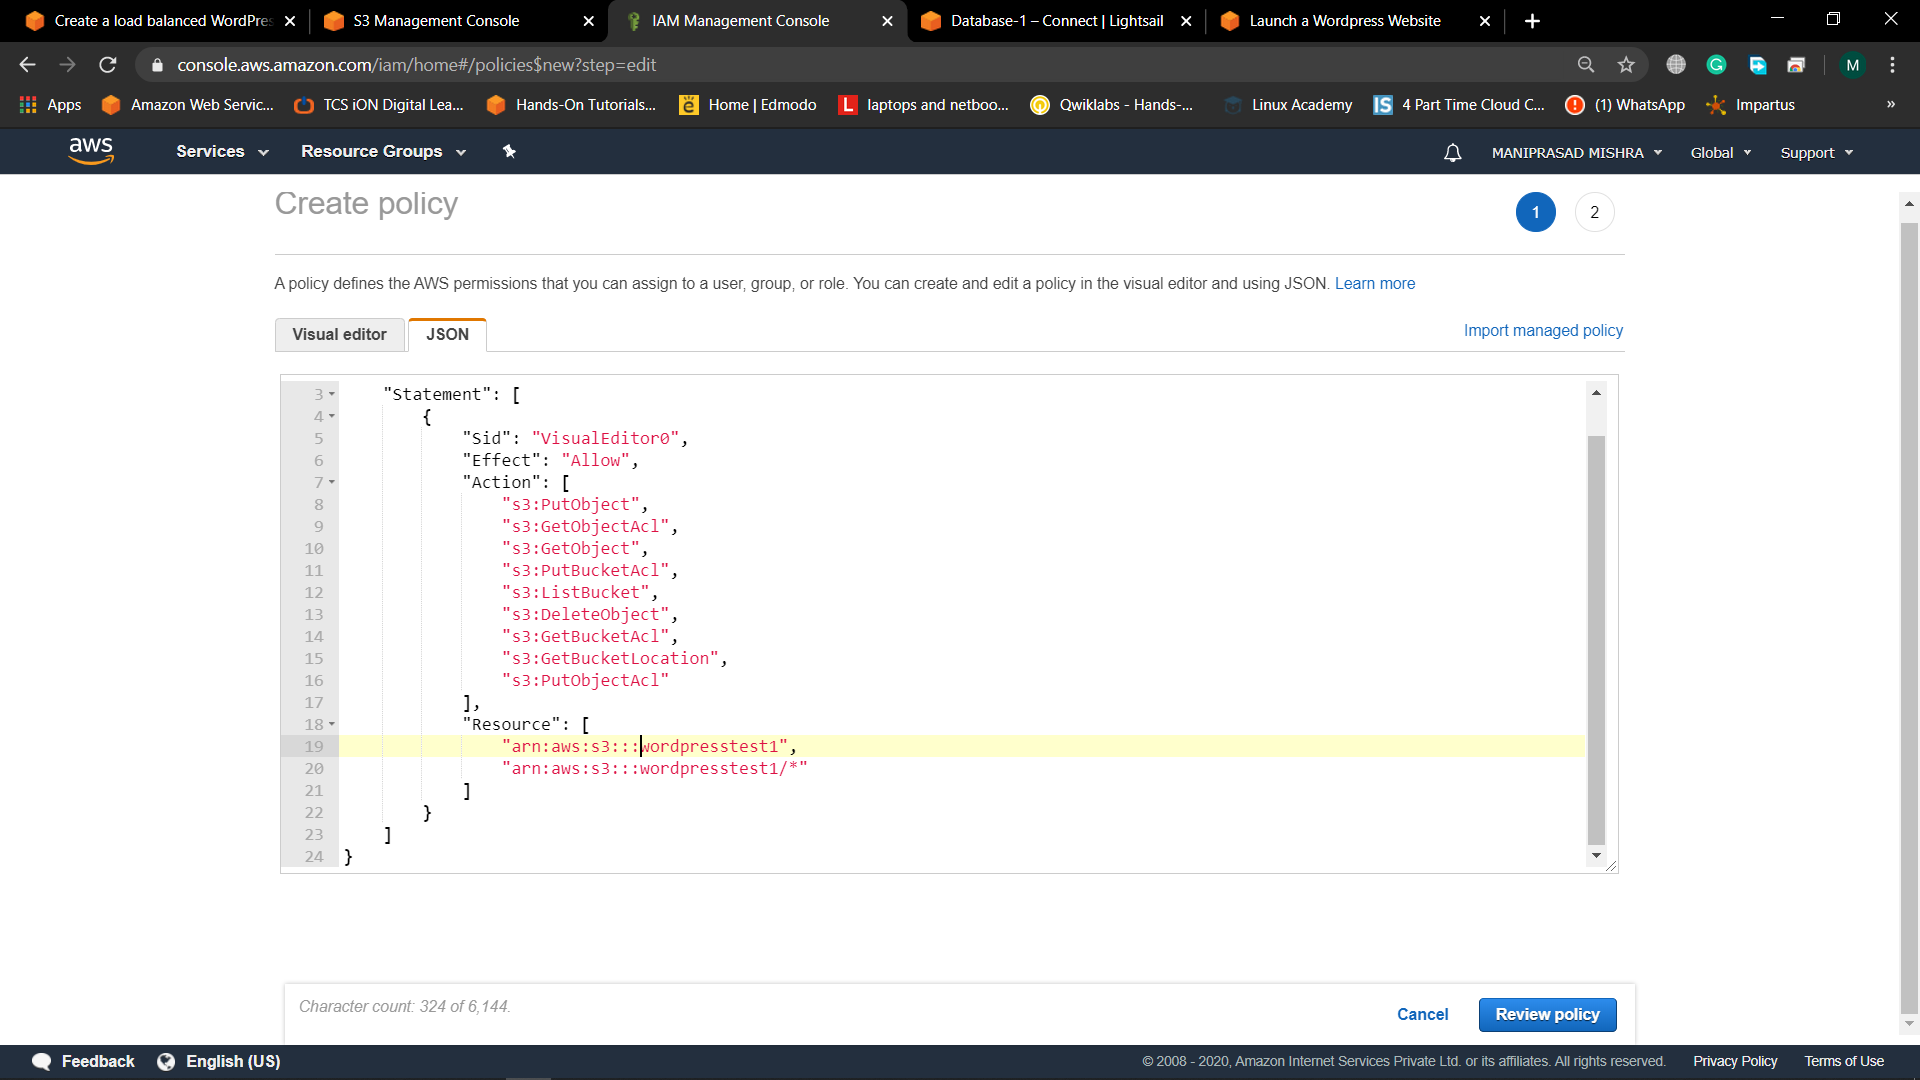 Create a load balanced WordPres
S3 Management Console
IAM Management Console
Database-1 – Connect | Lightsail
Launch a Wordpress Website
console.aws.amazon.com/iam/home#/policies$new?step=edit
M
Apps
Amazon Web Servic...
TCS iON Digital Lea...
Hands-On Tutorials...
Home | Edmodo
laptops and netboo...
Qwiklabs - Hands-...
Linux Academy
4 Part Time Cloud C...
(1) WhatsApp
Impartus
»
aws
Services
Resource Groups
MANIPRASAD MISHRA
Global
Support
Create policy
1
2
A policy defines the AWS permissions that you can assign to a user, group, or role. You can create and edit a policy in the visual editor and using JSON. Learn more
Visual editor
JSON
Import managed policy
3 "Statement": [
4 {
5 "Sid": "VisualEditor0",
6 "Effect": "Allow",
7 "Action": [
8 "s3:PutObject",
9 "s3:GetObjectAcl",
10 "s3:GetObject",
11 "s3:PutBucketAcl",
12 "s3:ListBucket",
13 "s3:DeleteObject",
14 "s3:GetBucketAcl",
15 "s3:GetBucketLocation",
16 "s3:PutObjectAcl"
17 ],
18 "Resource": [
19 "arn:aws:s3:::wordpresstest1",
20 "arn:aws:s3:::wordpresstest1/*"
21 ]
22 }
23 ]
24 }
Character count: 324 of 6,144.
Cancel
Review policy
Feedback
English (US)
© 2008 - 2020, Amazon Internet Services Private Ltd. or its affiliates. All rights reserved.
Privacy Policy
Terms of Use